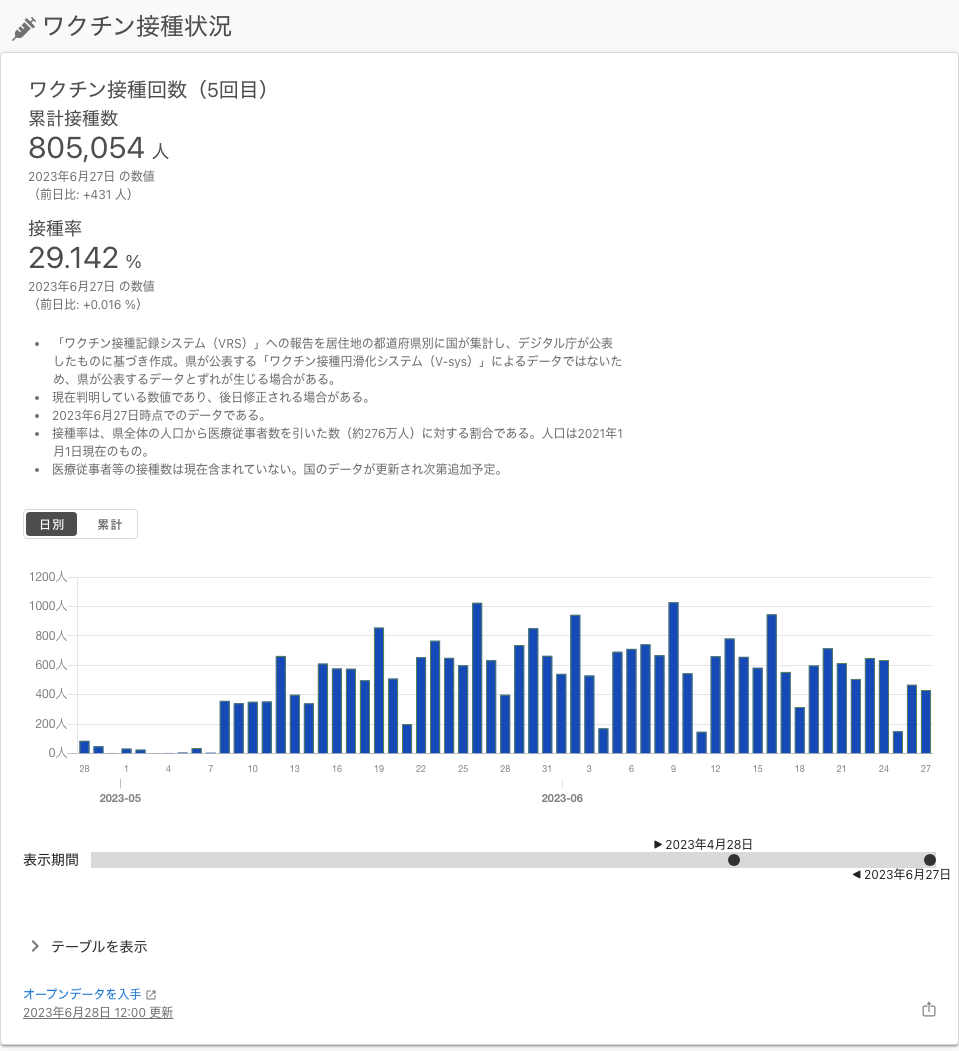 ワクチン接種状況
ワクチン接種回数（5回目）
累計接種数
805,054 人
2023年6月27日 の数値
（前日比: +431 人）
接種率
29.142 %
2023年6月27日 の数値
（前日比: +0.016 %）
• 「ワクチン接種記録システム（VRS）」への報告を居住地の都道府県別に国が集計し、デジタル庁が公表
したものに基づき作成。県が公表する「ワクチン接種円滑化システム（V-sys）」によるデータではないた
め、県が公表するデータとずれが生じる場合がある。
• 現在判明している数値であり、後日修正される場合がある。
• 2023年6月27日時点でのデータである。
• 接種率は、県全体の人口から医療従事者数を引いた数（約276万人）に対する割合である。人口は2021年1
月1日現在のもの。
• 医療従事者等の接種数は現在含まれていない。国のデータが更新され次第追加予定。
日別 累計
1200人
1000人
800人
600人
400人
200人
0人
28 1 4 7 10 13 16 19 22 25 28 31 3 6 9 12 15 18 21 24 27
2023-05 2023-06
▶ 2023年4月28日
表示期間
◀ 2023年6月27日
テーブルを表示
オープンデータを入手
2023年6月28日 12:00 更新